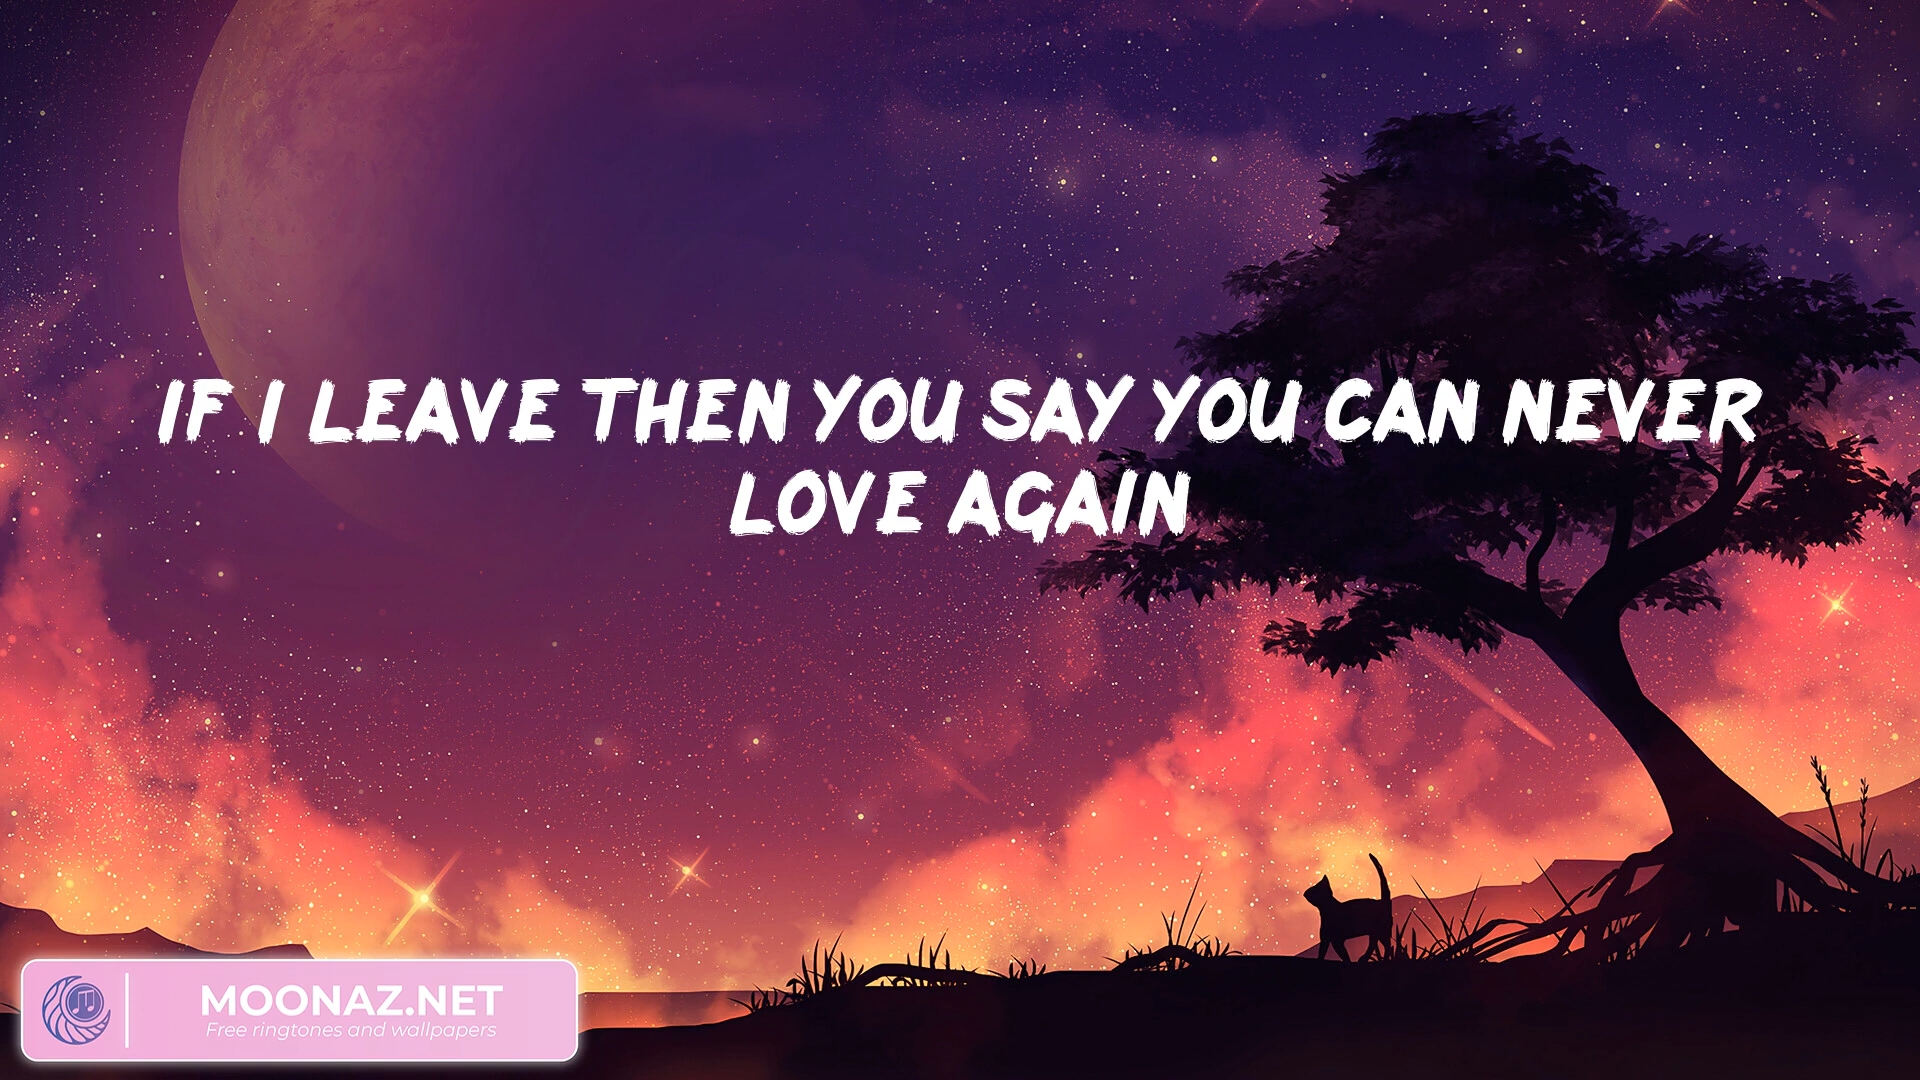 IF I LEAVE THEN YOU SAY YOU CAN NEVER
LOVE AGAIN
MOONAZ.NET
Free ringtones and wallpapers